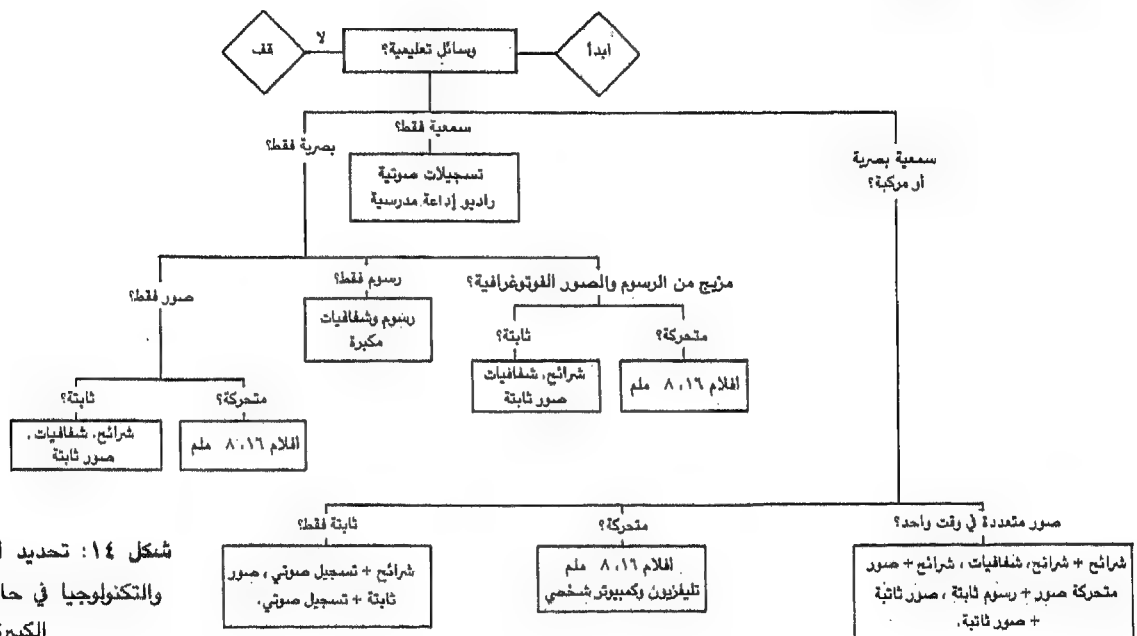 ابدأ
وسائل تعليمية؟
لا
قف
سمعية فقط؟
بصرية فقط؟
سمعية بصرية
أو مركبة؟
تسجيلات صوتية
راديو إذاعة مدرسية
مزيج من الرسوم والصور الفوتوغرافية؟
رسوم فقط؟
صور فقط؟
رسوم وشفافيات
مكبرة
متحركة؟
ثابتة؟
افلام ٨،١٦ ملم
شرائح، شفافيات
صور ثابتة
متحركة؟
ثابتة؟
افلام ٨،١٦ ملم
شرائح، شفافيات،
صور ثابتة
صور متعددة في وقت واحد؟
متحركة؟
ثابتة فقط؟
شرائح + شرائح، شفافيات، شرائح + صور
متحركة صور + رسوم ثابتة، صور ثاتبة
+ صور ثاتبة.
افلام ٨،١٦ ملم
تليفزيون وكمبيوتر شخصي
شرائح + تسجيل صوتي، صور
ثابتة + تسجيل صوتي.
شكل ١٤: تحديد
والتكنولوجيا في